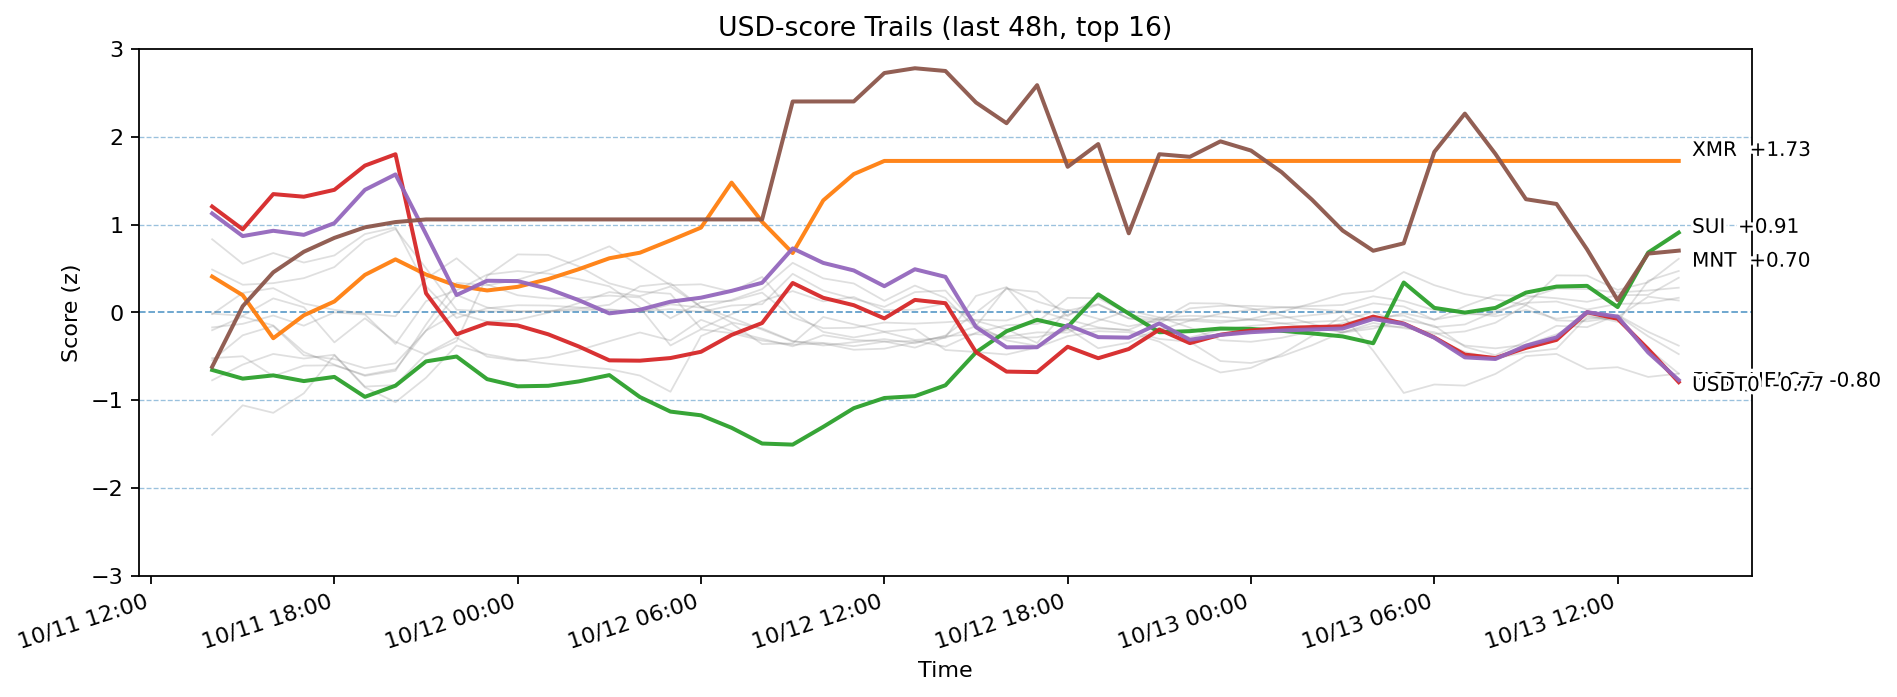 USD-score Trails (last 48h, top 16)
Score (z)
3
2
1
0
−1
−2
−3
XMR +1.73
SUI +0.91
MNT +0.70
-0.80
USDT0 -0.77
10/11 12:00
10/11 18:00
10/12 00:00
10/12 06:00
10/12 12:00
10/12 18:00
10/13 00:00
10/13 06:00
10/13 12:00
Time